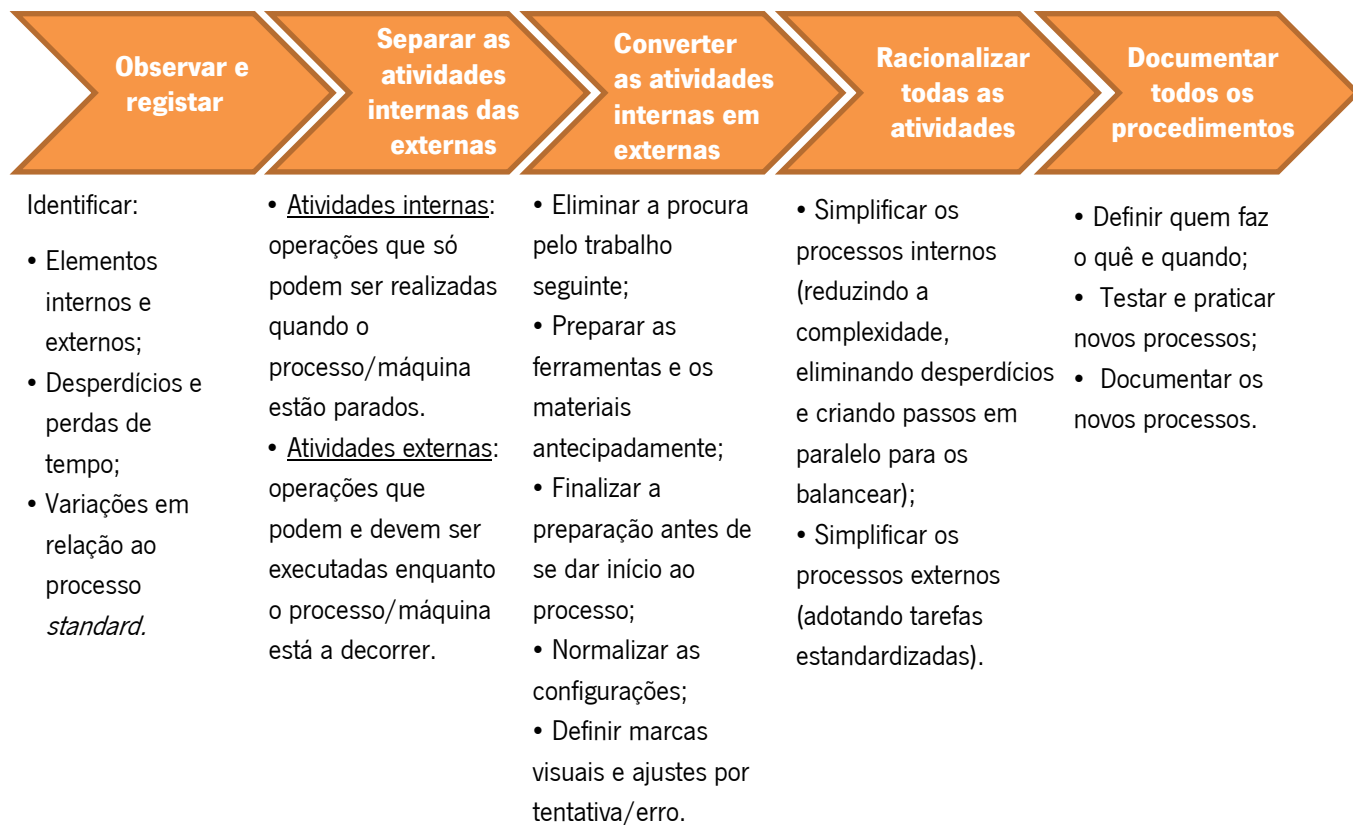 Observar e
registar
Separar as
atividades
internas das
externas
Converter
as atividades
internas em
externas
Racionalizar
todas as
atividades
Documentar
todos os
procedimentos
Identificar:
• Elementos
internos e
externos;
• Desperdícios e
perdas de
tempo;
• Variações em
relação ao
processo
standard.
• Atividades internas:
operações que só
podem ser realizadas
quando o
processo/máquina
estão parados.
• Atividades externas:
operações que
podem e devem ser
executadas enquanto
o processo/máquina
está a decorrer.
• Eliminar a procura
pelo trabalho
seguinte;
• Preparar as
ferramentas e os
materiais
antecipadamente;
• Finalizar a
preparação antes de
se dar início ao
processo;
• Normalizar as
configurações;
• Definir marcas
visuais e ajustes por
tentativa/erro.
• Simplificar os
processos internos
(reduzindo a
complexidade,
eliminando desperdícios
e criando passos em
paralelo para os
balancear);
• Simplificar os
processos externos
(adotando tarefas
estandardizadas).
• Definir quem faz
o quê e quando;
• Testar e praticar
novos processos;
• Documentar os
novos processos.